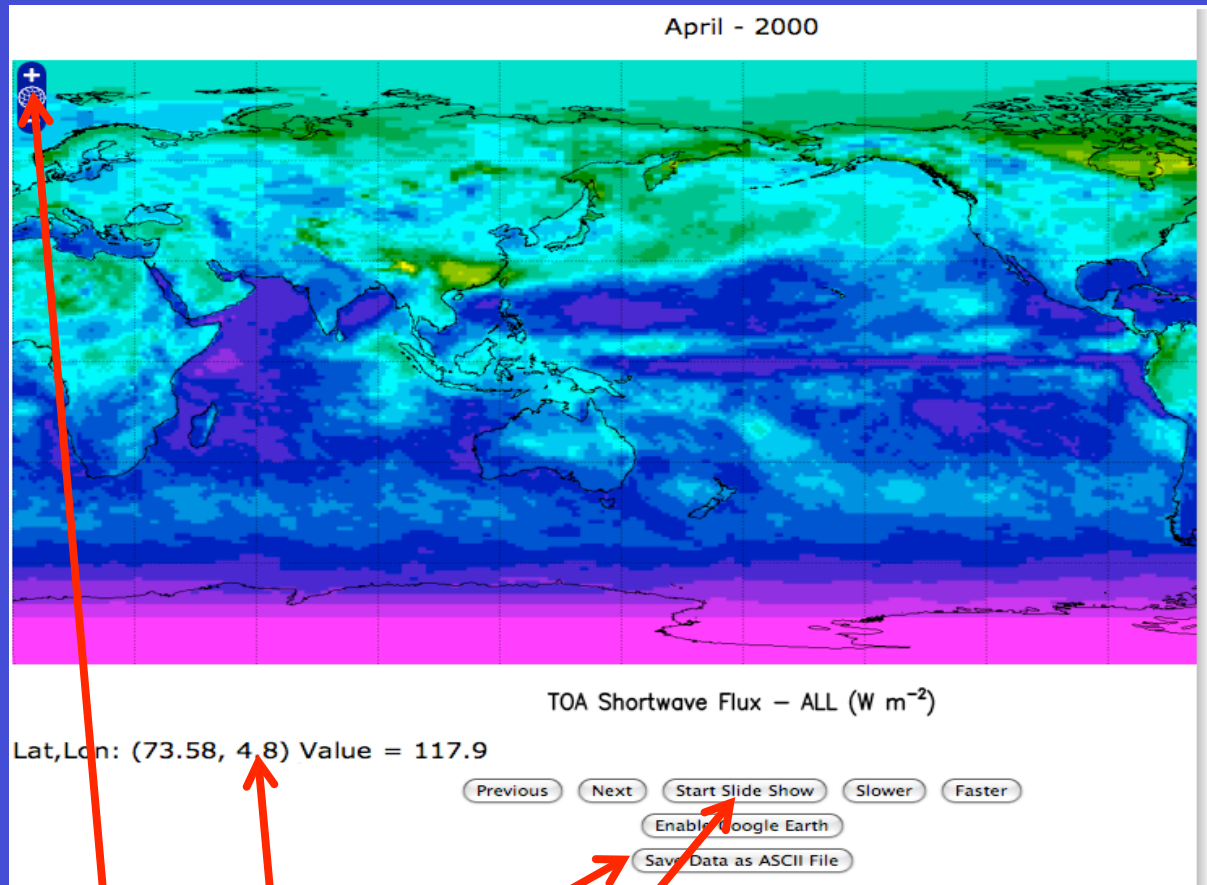 April - 2000
+
-
TOA Shortwave Flux – ALL (W m⁻²)
Lat,Lon: (73.58, 4.8) Value = 117.9
Previous Next Start Slide Show Slower Faster
Enable Google Earth
Save Data as ASCII File